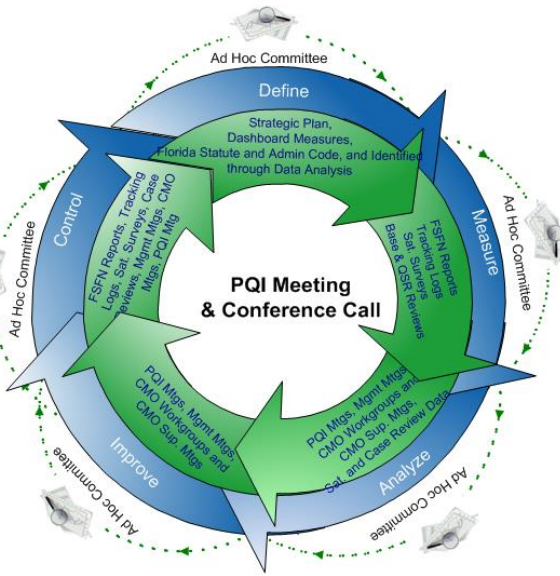 Ad Hoc Committee
Define
Strategic Plan,
Dashboard Measures,
Florida Statute and Admin Code, and Identified
through Data Analysis
Ad Hoc Committee
Measure
FSFN Reports
Tracking Logs
Sat. Surveys
Base & QSR Reviews
Ad Hoc Committee
Analyze
PQI Mtgs. Mgmt Mtgs,
CMO Workgroups and
CMO Sup. Mtgs,
Sat. and Case Review Data
Ad Hoc Committee
Improve
PQI Mtgs, Mgmt Mtgs,
CMO Workgroups and
CMO Sup. Mtgs
Ad Hoc Committee
Control
FSFN Reports, Tracking
Logs, Sat. Surveys, Case
eviews, Mgmt Mtgs, CMO
Mtgs, PQI Mtg
PQI Meeting
& Conference Call